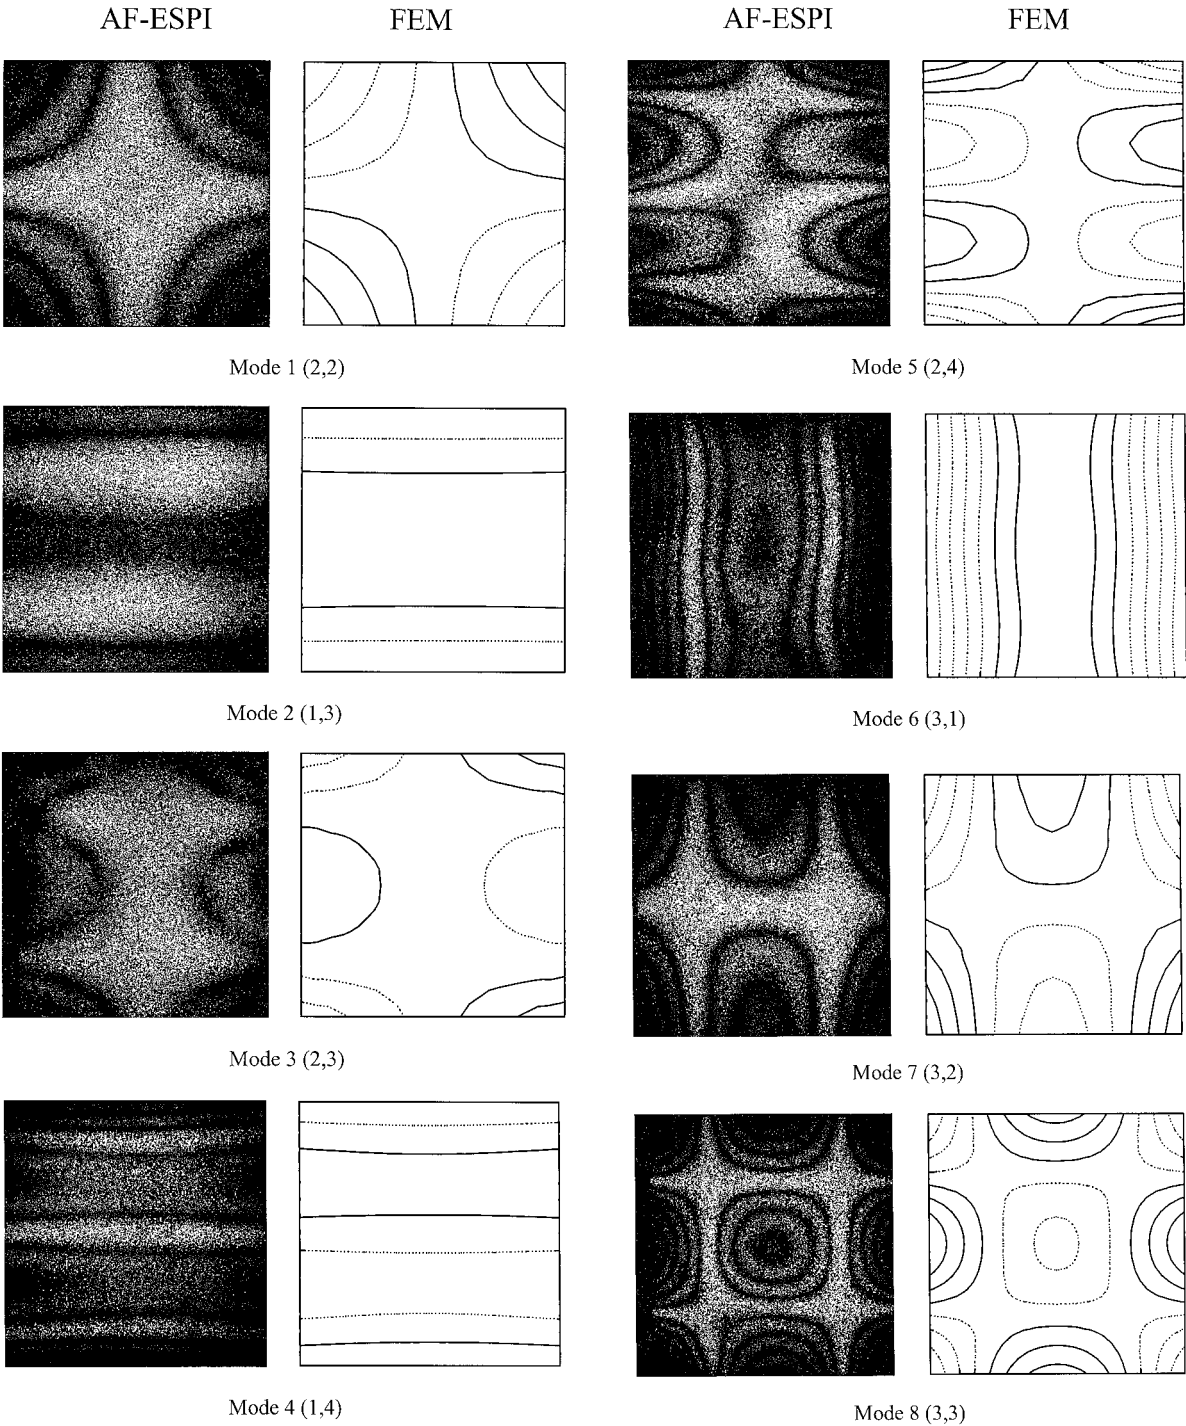 AF-ESPI FEM AF-ESPI FEM
Mode 1 (2,2) Mode 5 (2,4)
Mode 2 (1,3) Mode 6 (3,1)
Mode 3 (2,3) Mode 7 (3,2)
Mode 4 (1,4) Mode 8 (3,3)